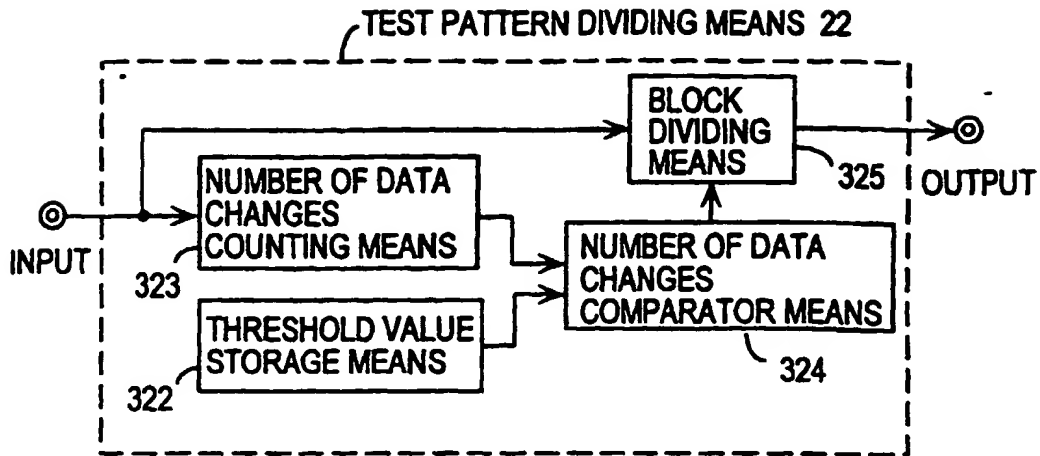 TEST PATTERN DIVIDING MEANS 22
BLOCK
DIVIDING
MEANS
325
OUTPUT
INPUT
NUMBER OF DATA
CHANGES
COUNTING MEANS
323
NUMBER OF DATA
CHANGES
COMPARATOR MEANS
324
THRESHOLD VALUE
STORAGE MEANS
322